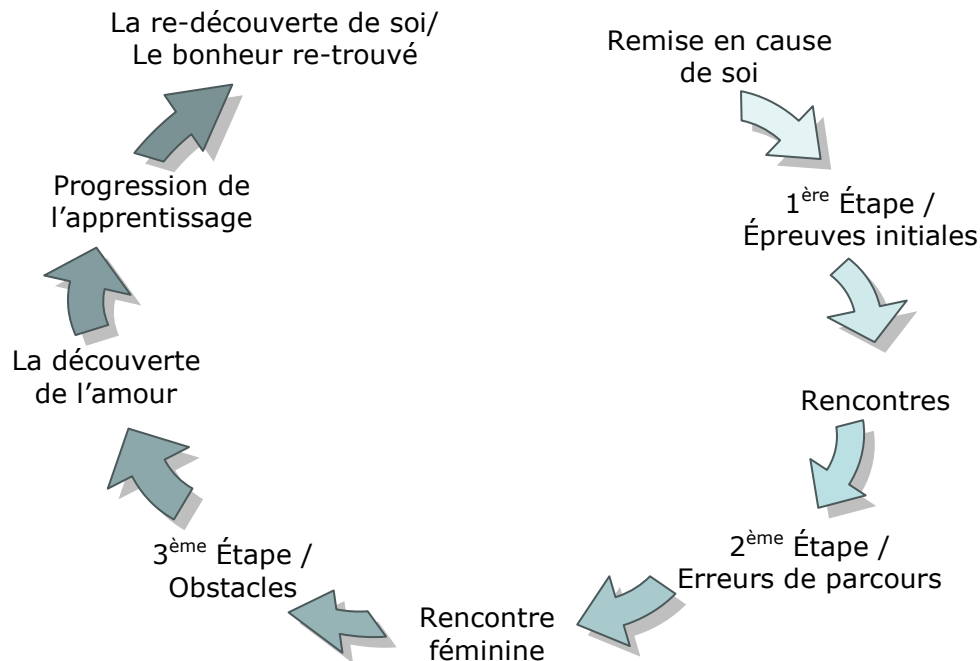 La re-découverte de soi/
Le bonheur re-trouvé
Remise en cause
de soi
1ère Étape /
Épreuves initiales
Rencontres
2ème Étape /
Erreurs de parcours
Rencontre
féminine
3ème Étape /
Obstacles
La découverte
de l'amour
Progression de
l'apprentissage